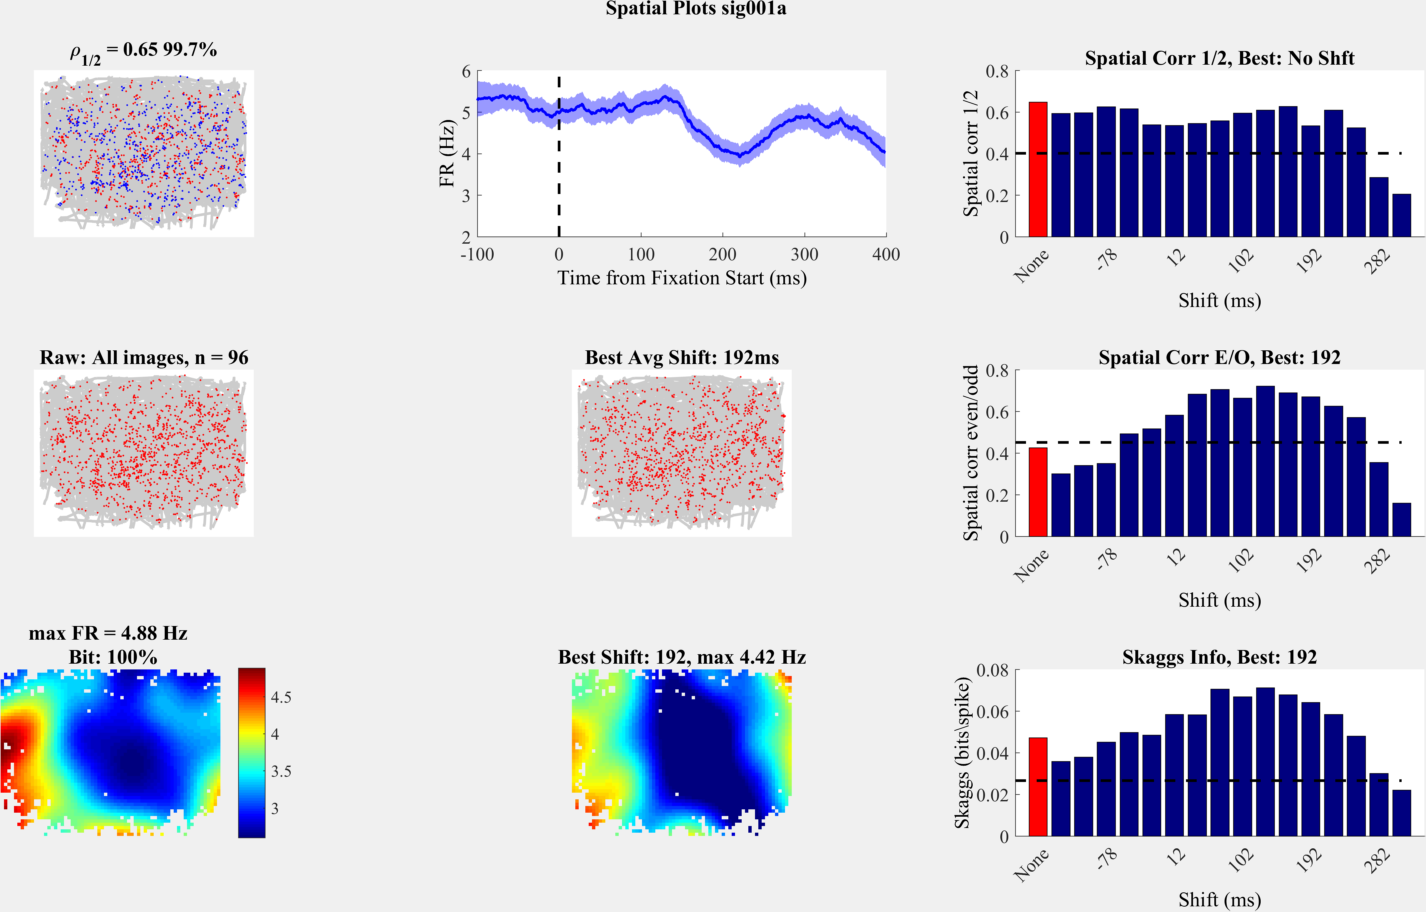 Spatial Plots sig001a
ρ1/2 = 0.65 99.7%
6
5
4
3
2
FR (Hz)
-100 0 100 200 300 400
Time from Fixation Start (ms)
Spatial Corr 1/2, Best: No Shft
0.8
0.6
0.4
0.2
0
Spatial corr 1/2
None -78 12 102 192 282
Shift (ms)
Raw: All images, n = 96
Best Avg Shift: 192ms
Spatial Corr E/O, Best: 192
0.8
0.6
0.4
0.2
0
Spatial corr even/odd
None -78 12 102 192 282
Shift (ms)
max FR = 4.88 Hz
Bit: 100%
4.5
4
3.5
3
Best Shift: 192, max 4.42 Hz
Skaggs Info, Best: 192
0.08
0.06
0.04
0.02
0
Skaggs (bits\spike)
None -78 12 102 192 282
Shift (ms)